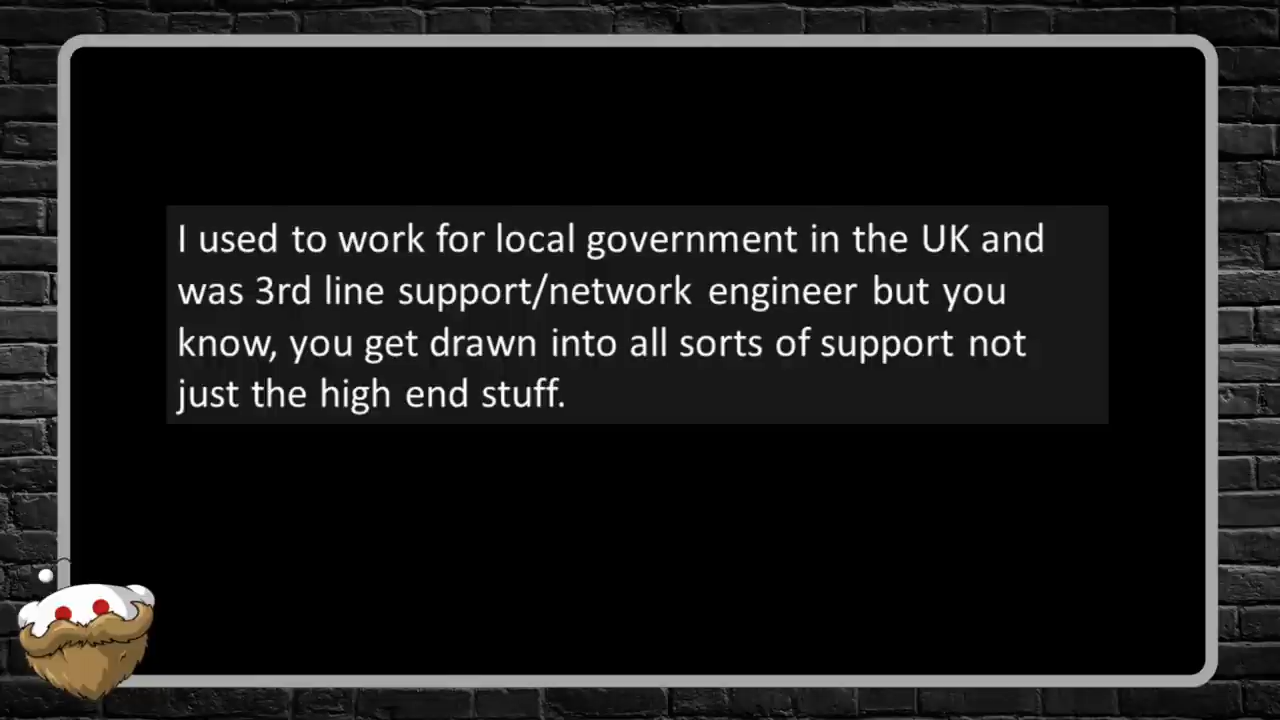 I used to work for local government in the UK and
was 3rd line support/network engineer but you
know, you get drawn into all sorts of support not
just the high end stuff.